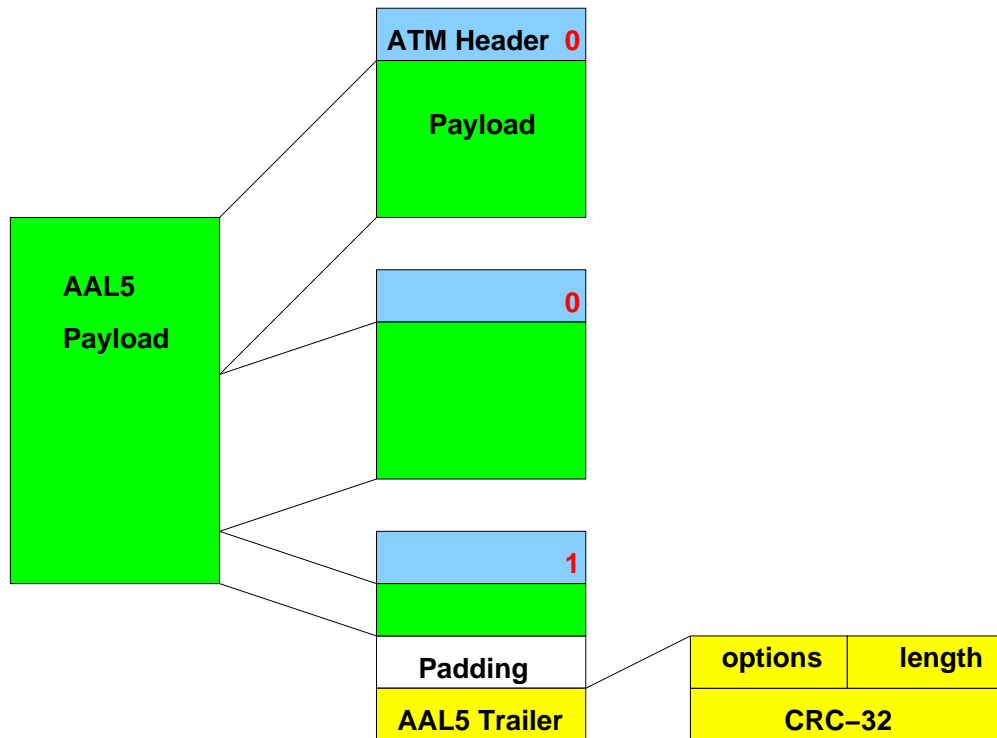 ATM Header 0
Payload
AAL5
Payload
0
1
Padding
AAL5 Trailer
options length
CRC–32